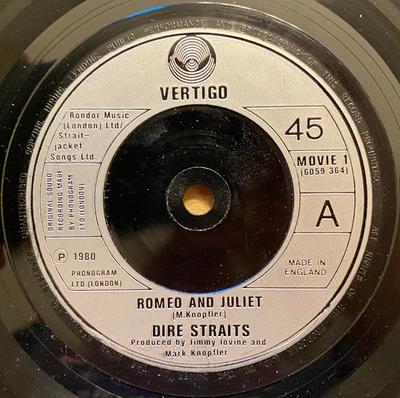 VERTIGO
Rondor Music
(London) Ltd/
Strait-
jacket
Songs Ltd
45
MOVIE 1
(6059 364)
ORIGINAL SOUND
RECORDING MADE
BY PHONOGRAM
LTD.(LONDON)
A
P 1980
PHONOGRAM
LTD.(LONDON)
MADE IN
ENGLAND
ROMEO AND JULIET
(M.Knopfler)
DIRE STRAITS
Produced by Jimmy Iovine and
Mark Knopfler